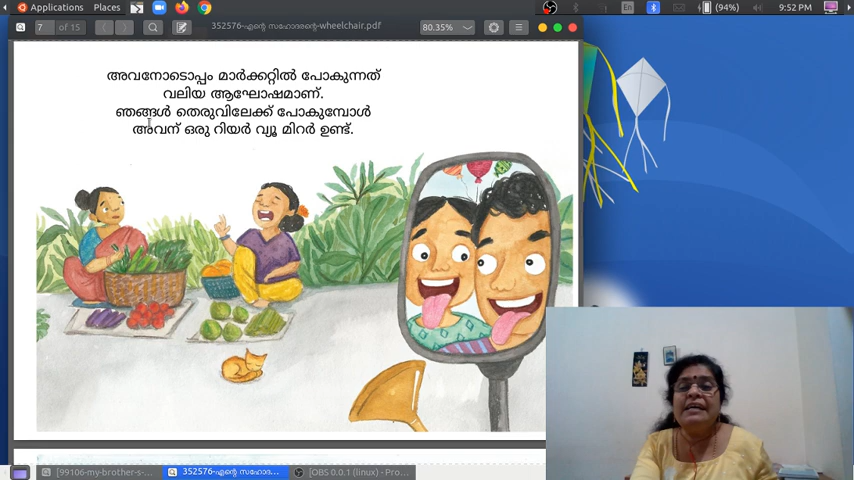 Applications Places En (94%) 9:52 PM
7 of 15 352576-എന്റെ സഹോദരന്റെ-wheelchair.pdf 80.35%
അവനോടൊപ്പം മാർക്കറ്റിൽ പോകുന്നത്
വലിയ ആഘോഷമാണ്.
ഞങ്ങൾ തെരുവിലേക്ക് പോകുമ്പോൾ
അവന് ഒരു റിയർ വ്യൂ മിറർ ഉണ്ട്.
[99106-my-brother-s-... 352576-എന്റെ സഹോദ... [OBS 0.0.1 (linux) - Pro...